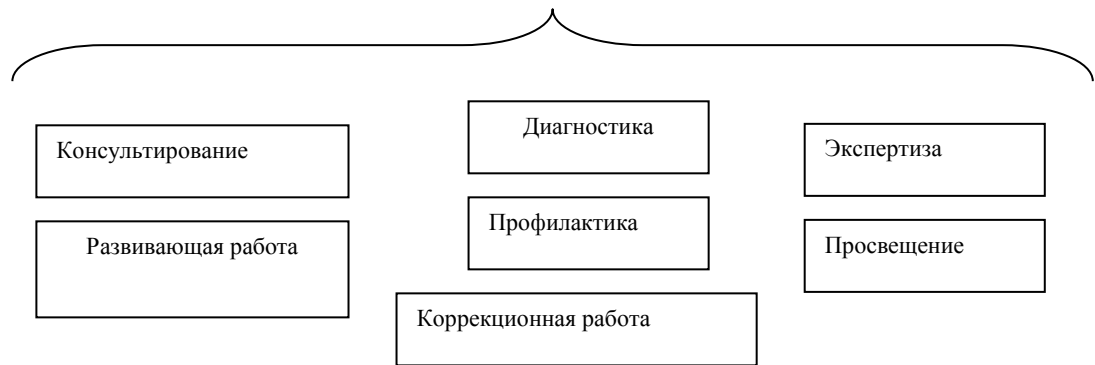 Диагностика
Консультирование
Экспертиза
Профилактика
Развивающая работа
Просвещение
Коррекционная работа